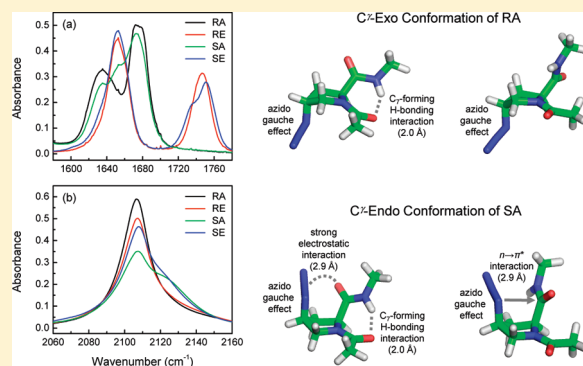 (a)
RA
RE
SA
SE
Absorbance
0.5
0.4
0.3
0.2
0.1
0.0
1600 1640 1680 1720 1760
(b)
RA
RE
SA
SE
Absorbance
0.6
0.5
0.4
0.3
0.2
0.1
0.0
2060 2080 2100 2120 2140 2160
Wavenumber (cm⁻¹)
Cᵞ-Exo Conformation of RA
azido
gauche
effect
C₇-forming
H-bonding
interaction
(2.0 Å)
azido
gauche
effect
Cᵞ-Endo Conformation of SA
strong
electrostatic
interaction
(2.9 Å)
azido
gauche
effect
C₇-forming
H-bonding
interaction
(2.0 Å)
n→π*
interaction
(2.9 Å)
azido
gauche
effect